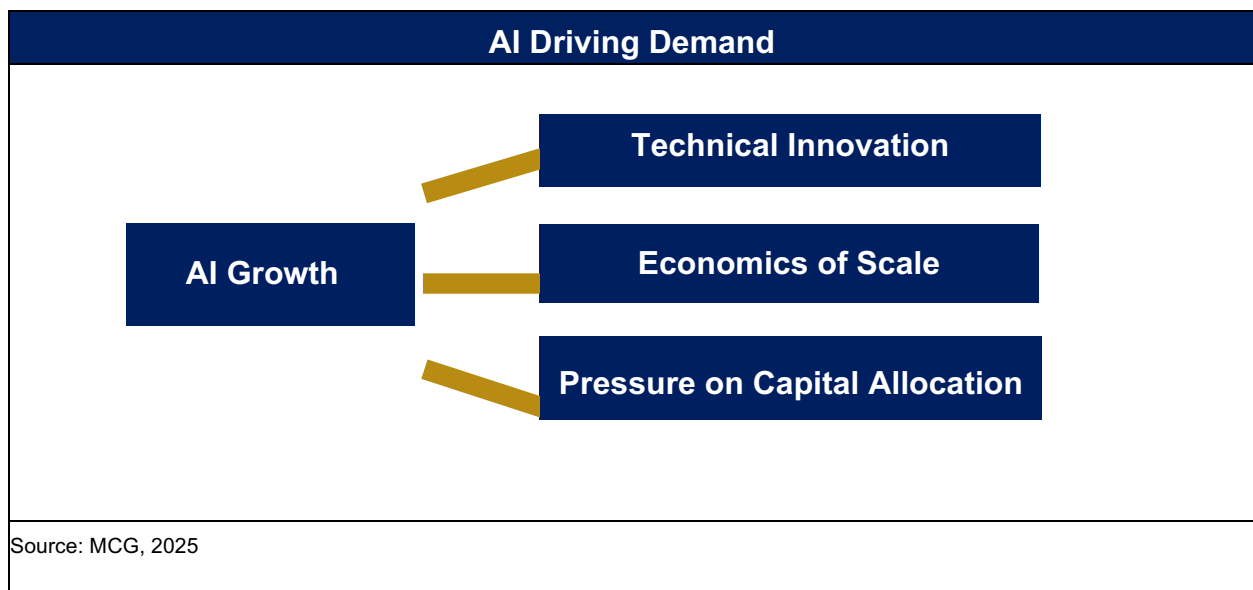 AI Driving Demand
Technical Innovation
AI Growth
Economics of Scale
Pressure on Capital Allocation
Source: MCG, 2025